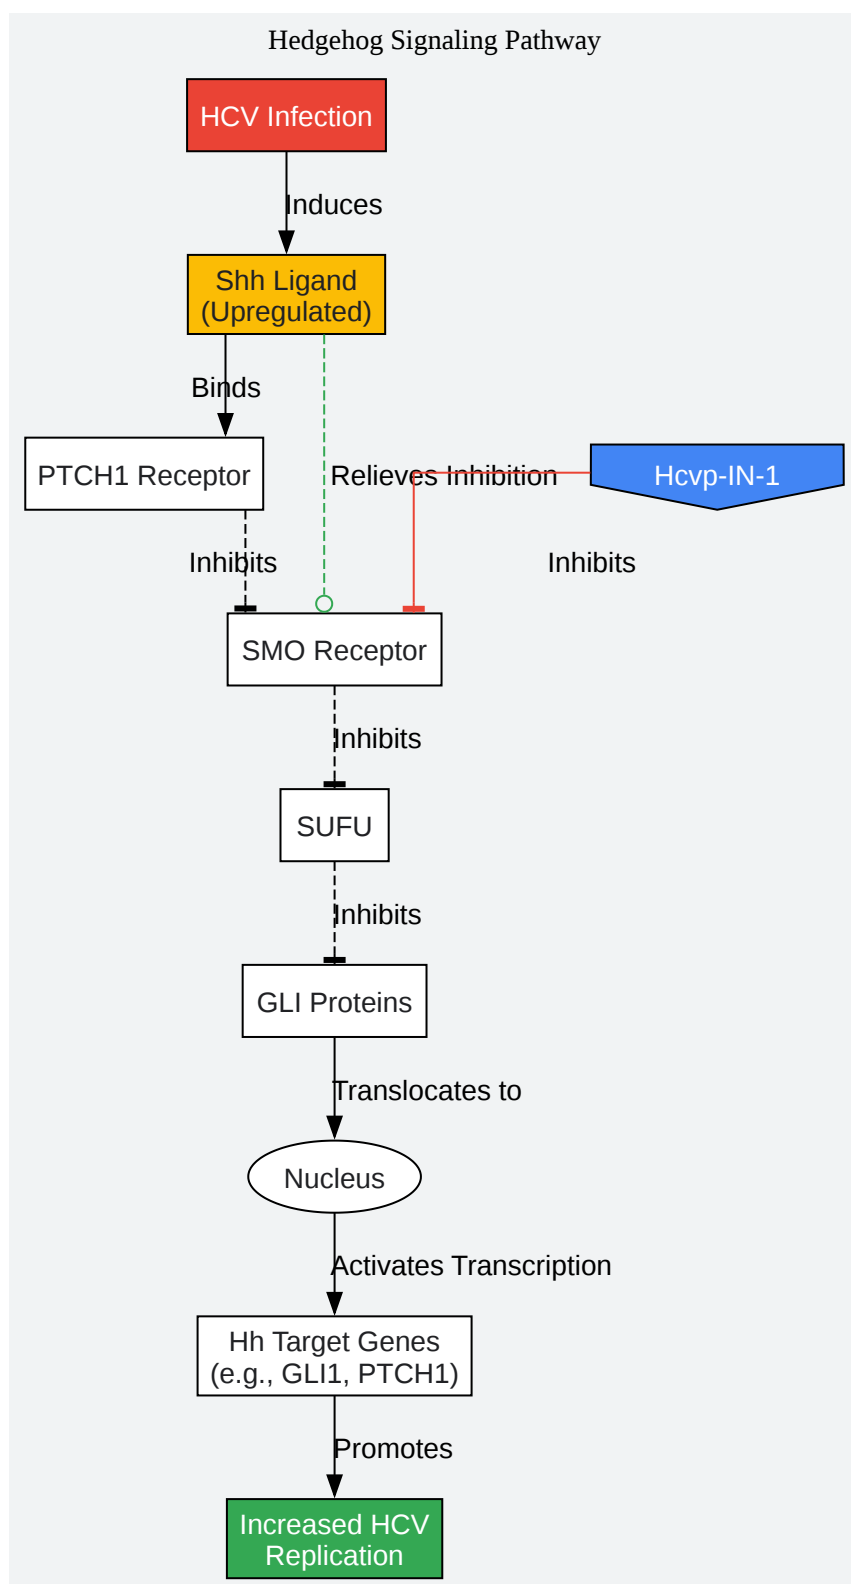 Hedgehog Signaling Pathway
HCV Infection
Induces
Shh Ligand
(Upregulated)
Binds
PTCH1 Receptor
Relieves Inhibition
Hcvp-IN-1
Inhibits
Inhibits
SMO Receptor
Inhibits
SUFU
Inhibits
GLI Proteins
Translocates to
Nucleus
Activates Transcription
Hh Target Genes
(e.g., GLI1, PTCH1)
Promotes
Increased HCV
Replication